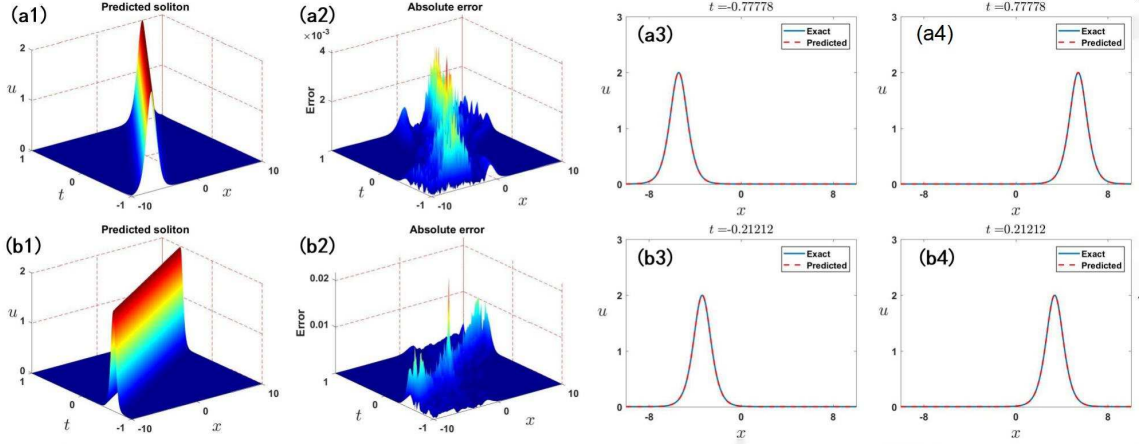 (a1)
Predicted soliton
2
1
0
u
1
0
-1
t
-10
0
10
x
(a2)
Absolute error
×10⁻³
4
2
Error
1
0
-1
t
-10
0
10
x
(a3)
t =-0.77778
Exact
Predicted
3
2
1
0
u
-8
0
8
x
(a4)
t =0.77778
Exact
Predicted
3
2
1
0
u
-8
0
8
x
(b1)
Predicted soliton
2
1
0
u
1
0
-1
t
-10
0
10
x
(b2)
Absolute error
0.02
0.01
Error
1
0
-1
t
-10
0
10
x
(b3)
t =-0.21212
Exact
Predicted
3
2
1
0
u
-8
0
8
x
(b4)
t =0.21212
Exact
Predicted
3
2
1
0
u
-8
0
8
x